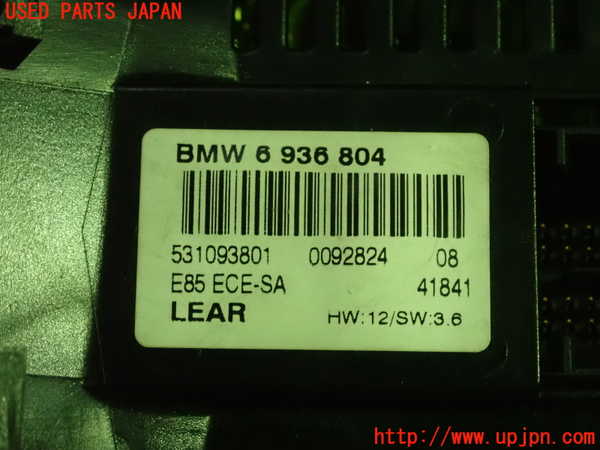 USED PARTS JAPAN
BMW 6 936 804
531093801 0092824 08
E85 ECE-SA 41841
LEAR HW:12/SW:3.6
http://www.upjpn.com/